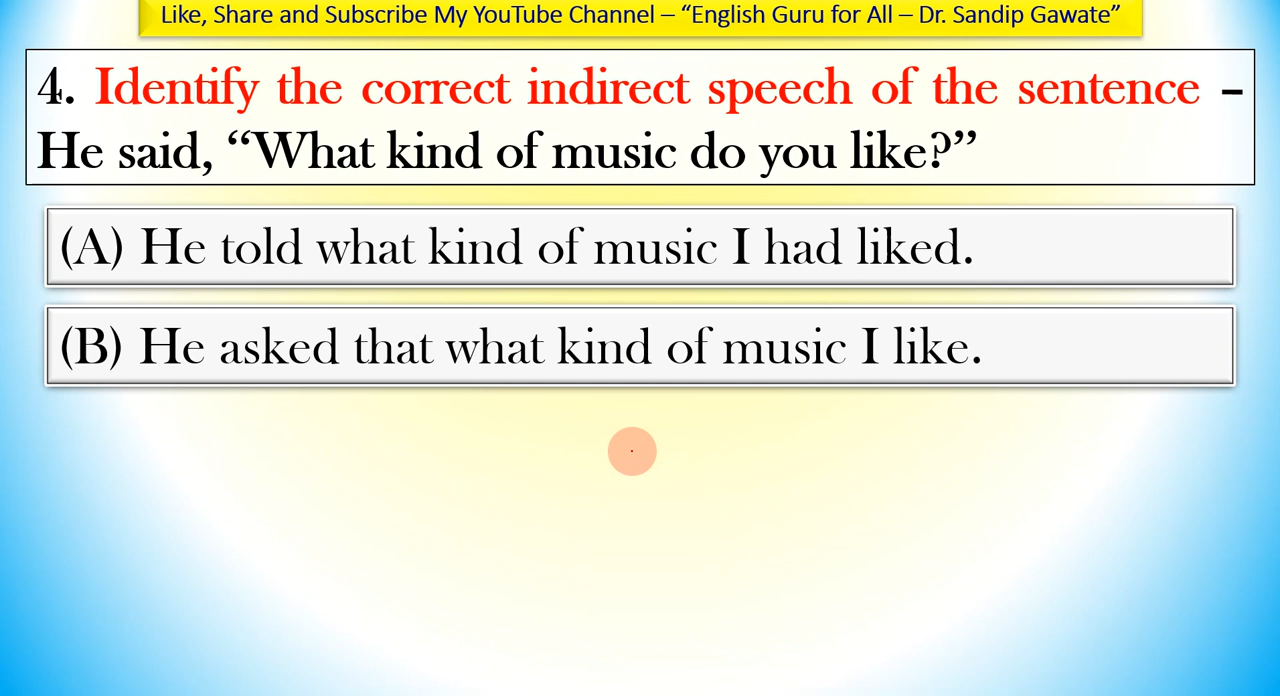 Like, Share and Subscribe My YouTube Channel – “English Guru for All – Dr. Sandip Gawate”
4. Identify the correct indirect speech of the sentence –
He said, “What kind of music do you like?”
(A) He told what kind of music I had liked.
(B) He asked that what kind of music I like.